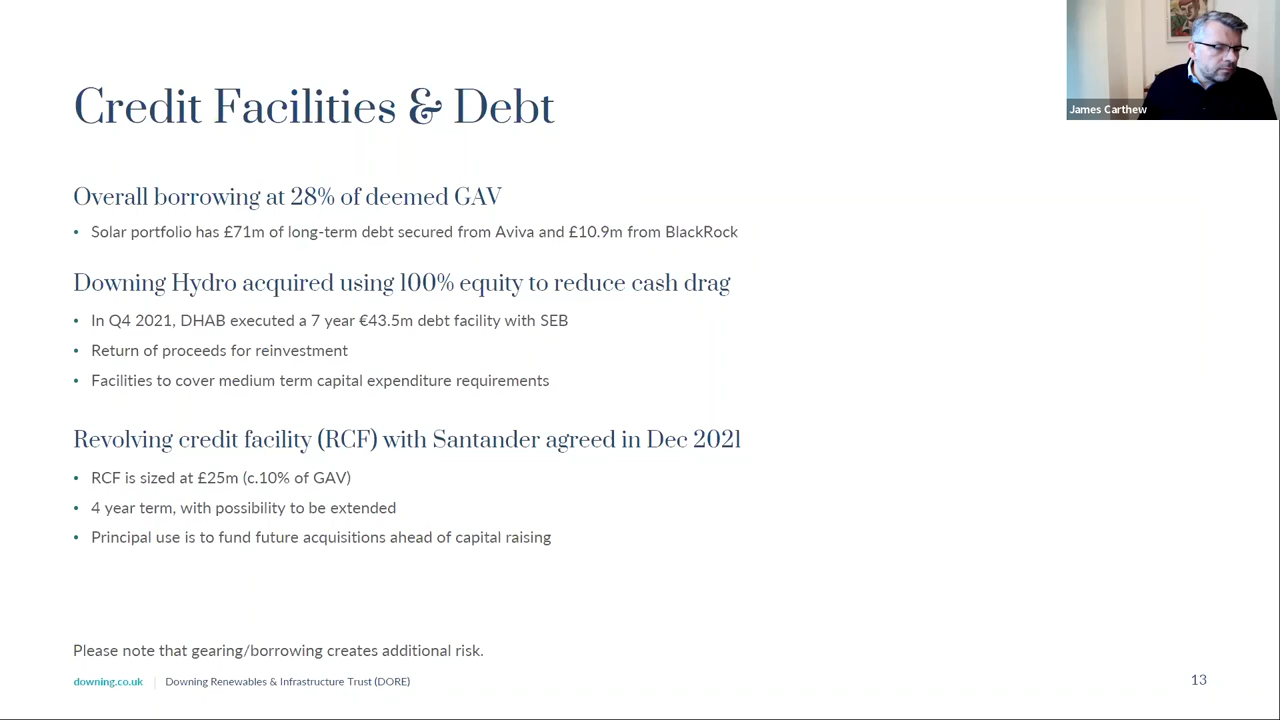 Credit Facilities & Debt
James Carthew
Overall borrowing at 28% of deemed GAV
• Solar portfolio has £71m of long-term debt secured from Aviva and £10.9m from BlackRock
Downing Hydro acquired using 100% equity to reduce cash drag
• In Q4 2021, DHAB executed a 7 year €43.5m debt facility with SEB
• Return of proceeds for reinvestment
• Facilities to cover medium term capital expenditure requirements
Revolving credit facility (RCF) with Santander agreed in Dec 2021
• RCF is sized at £25m (c.10% of GAV)
• 4 year term, with possibility to be extended
• Principal use is to fund future acquisitions ahead of capital raising
Please note that gearing/borrowing creates additional risk.
downing.co.uk | Downing Renewables & Infrastructure Trust (DORE) 13